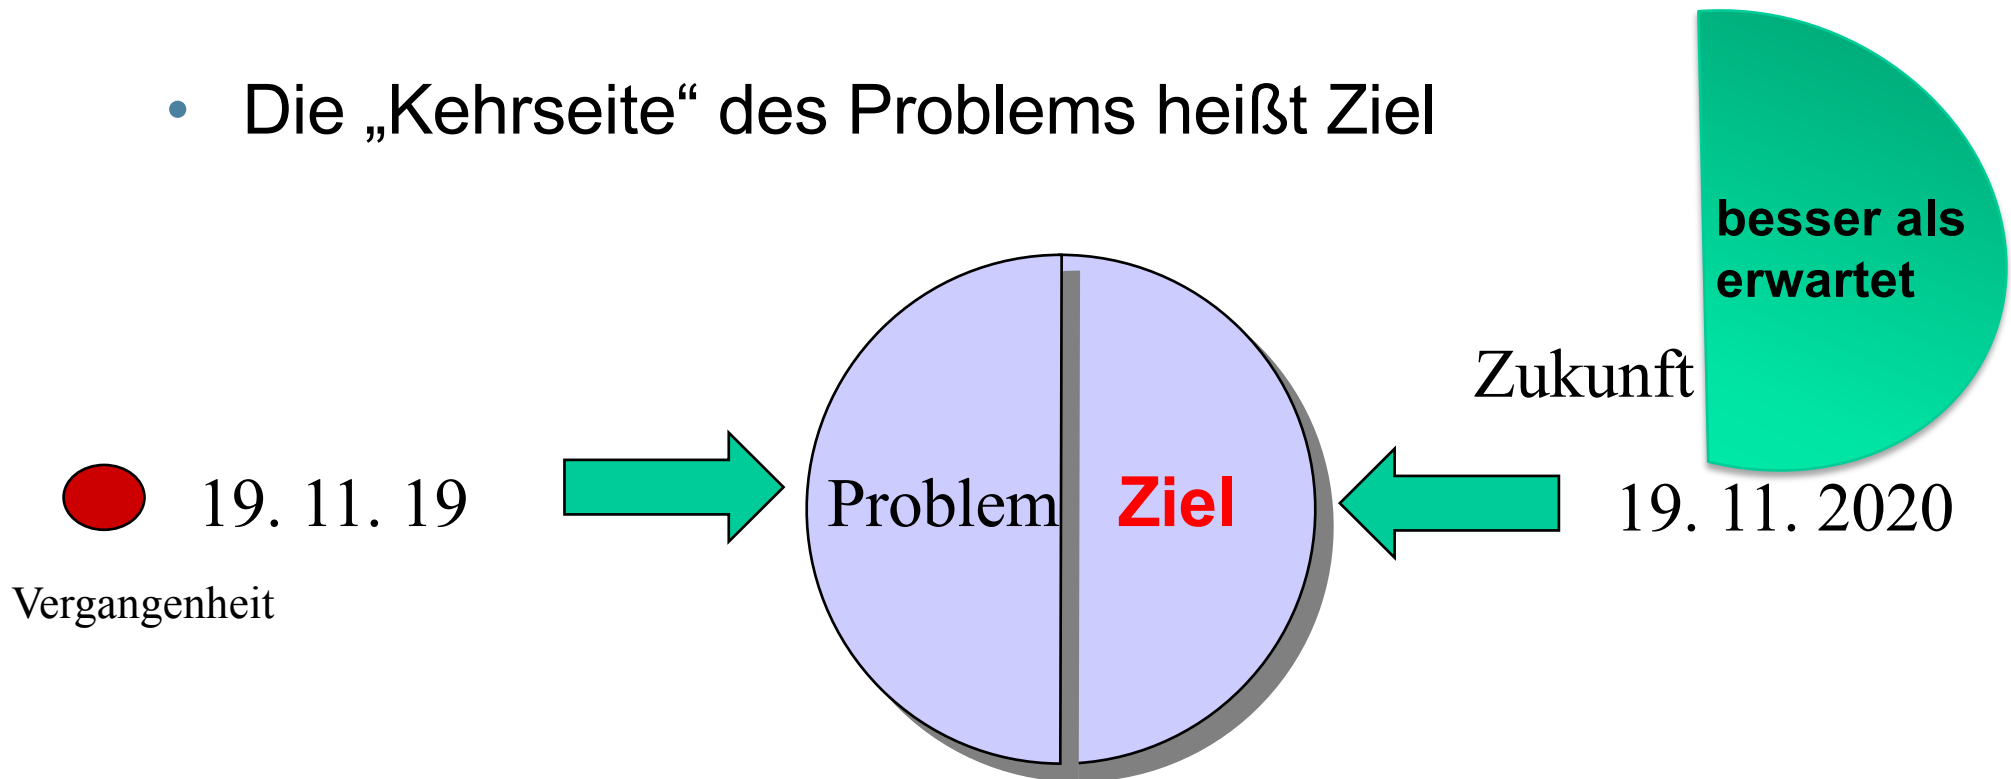 • Die „Kehrseite“ des Problems heißt Ziel
besser als
erwartet
Zukunft
19. 11. 19
Problem
Ziel
19. 11. 2020
Vergangenheit